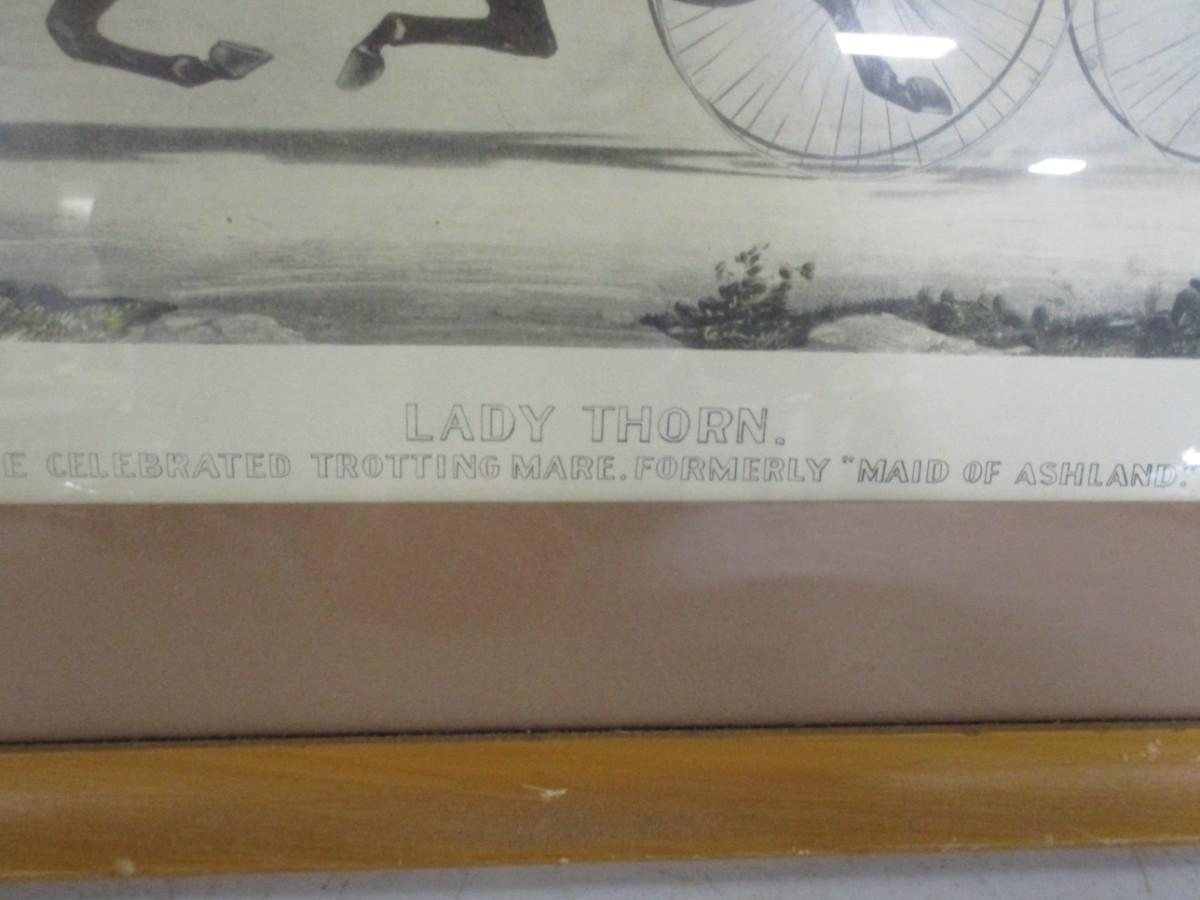 LADY THORN.
E CELEBRATED TROTTING MARE. FORMERLY "MAID OF ASHLAND."